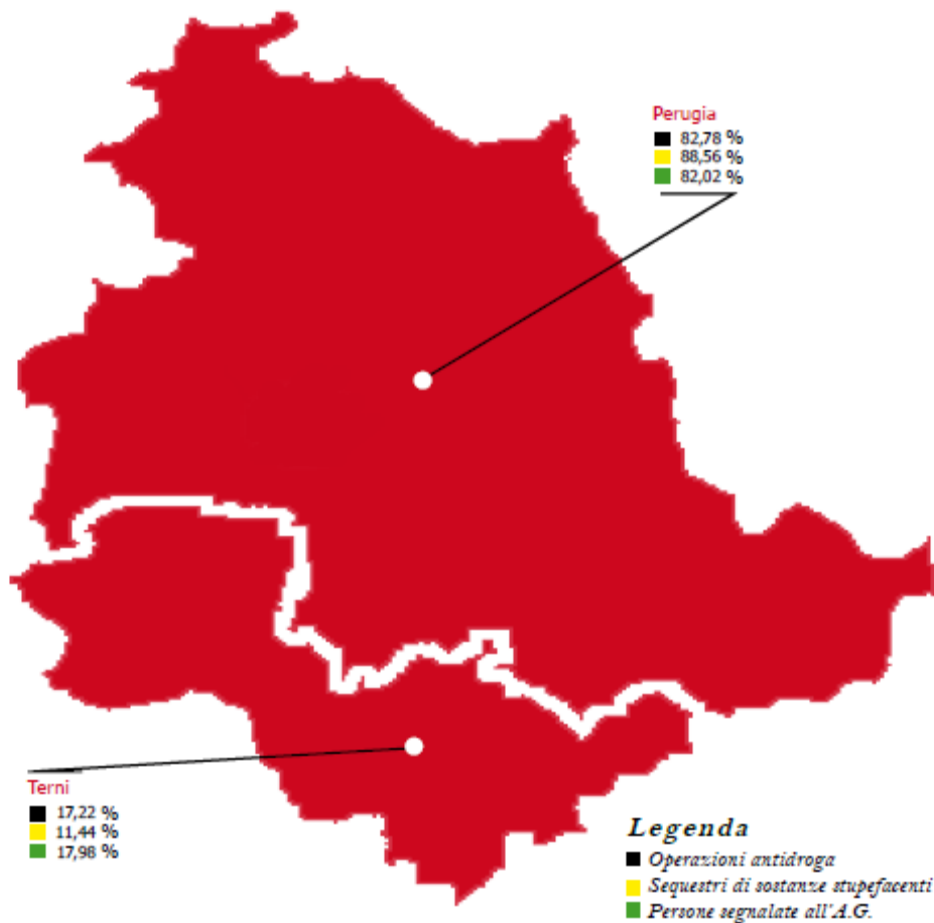 Perugia
82,78 %
88,56 %
82,02 %
Terni
17,22 %
11,44 %
17,98 %
Legenda
Operazioni antidroga
Sequestri di sostanze stupefacenti
Persone segnalate all'A.G.